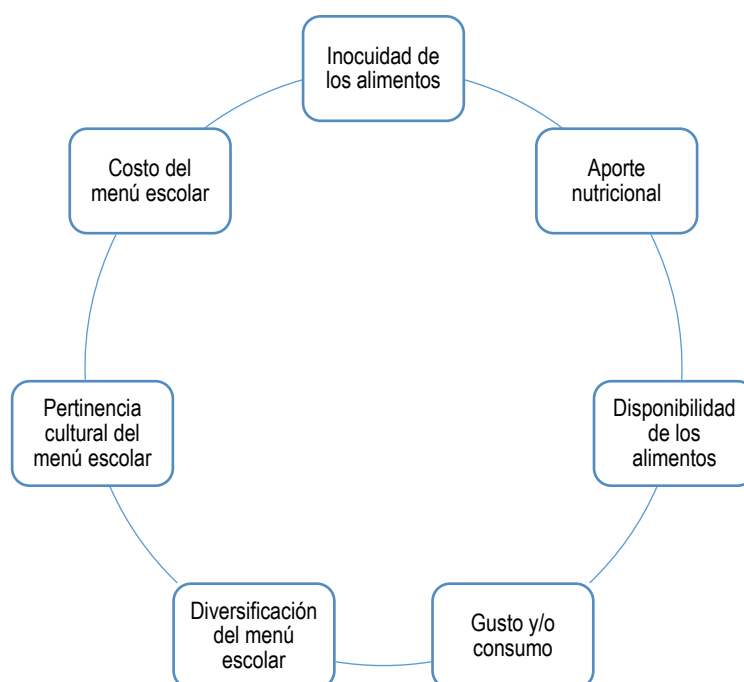 Inocuidad de
los alimentos
Aporte
nutricional
Disponibilidad
de los
alimentos
Gusto y/o
consumo
Diversificación
del menú
escolar
Pertinencia
cultural del
menú escolar
Costo del
menú escolar